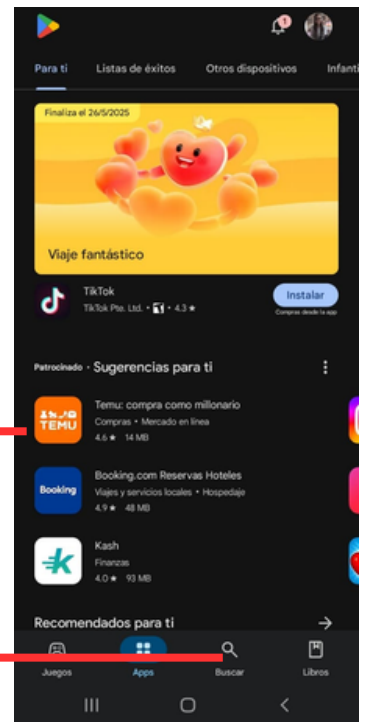 1
Para ti
Listas de éxitos
Otros dispositivos
Infanti
Finaliza el 26/5/2025
Viaje fantástico
TikTok
TikTok Pte. Ltd. • 4.3 ★
Instalar
Compras desde la app
Patrocinado · Sugerencias para ti
TEMU
Temu: compra como millonario
Compras • Mercado en línea
4.6 ★ 14 MB
Booking
Booking.com Reservas Hoteles
Viajes y servicios locales • Hospedaje
4.9 ★ 48 MB
Kash
Finanzas
4.0 ★ 93 MB
Recomendados para ti
Juegos
Apps
Buscar
Libros